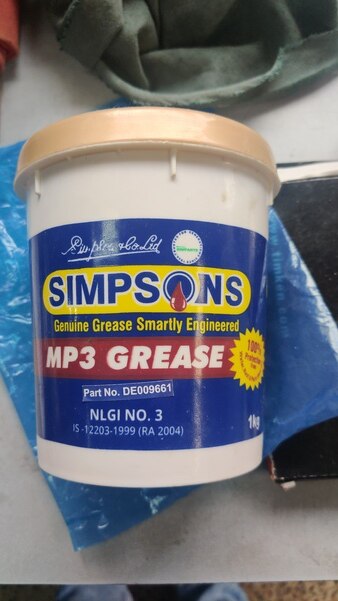 Simpson & Co Ltd
SIMPSONS
Genuine Grease Smartly Engineered
MP3 GREASE
100%
Part No. DE009661
NLGI NO. 3
1kg
IS -12203-1999 (RA 2004)